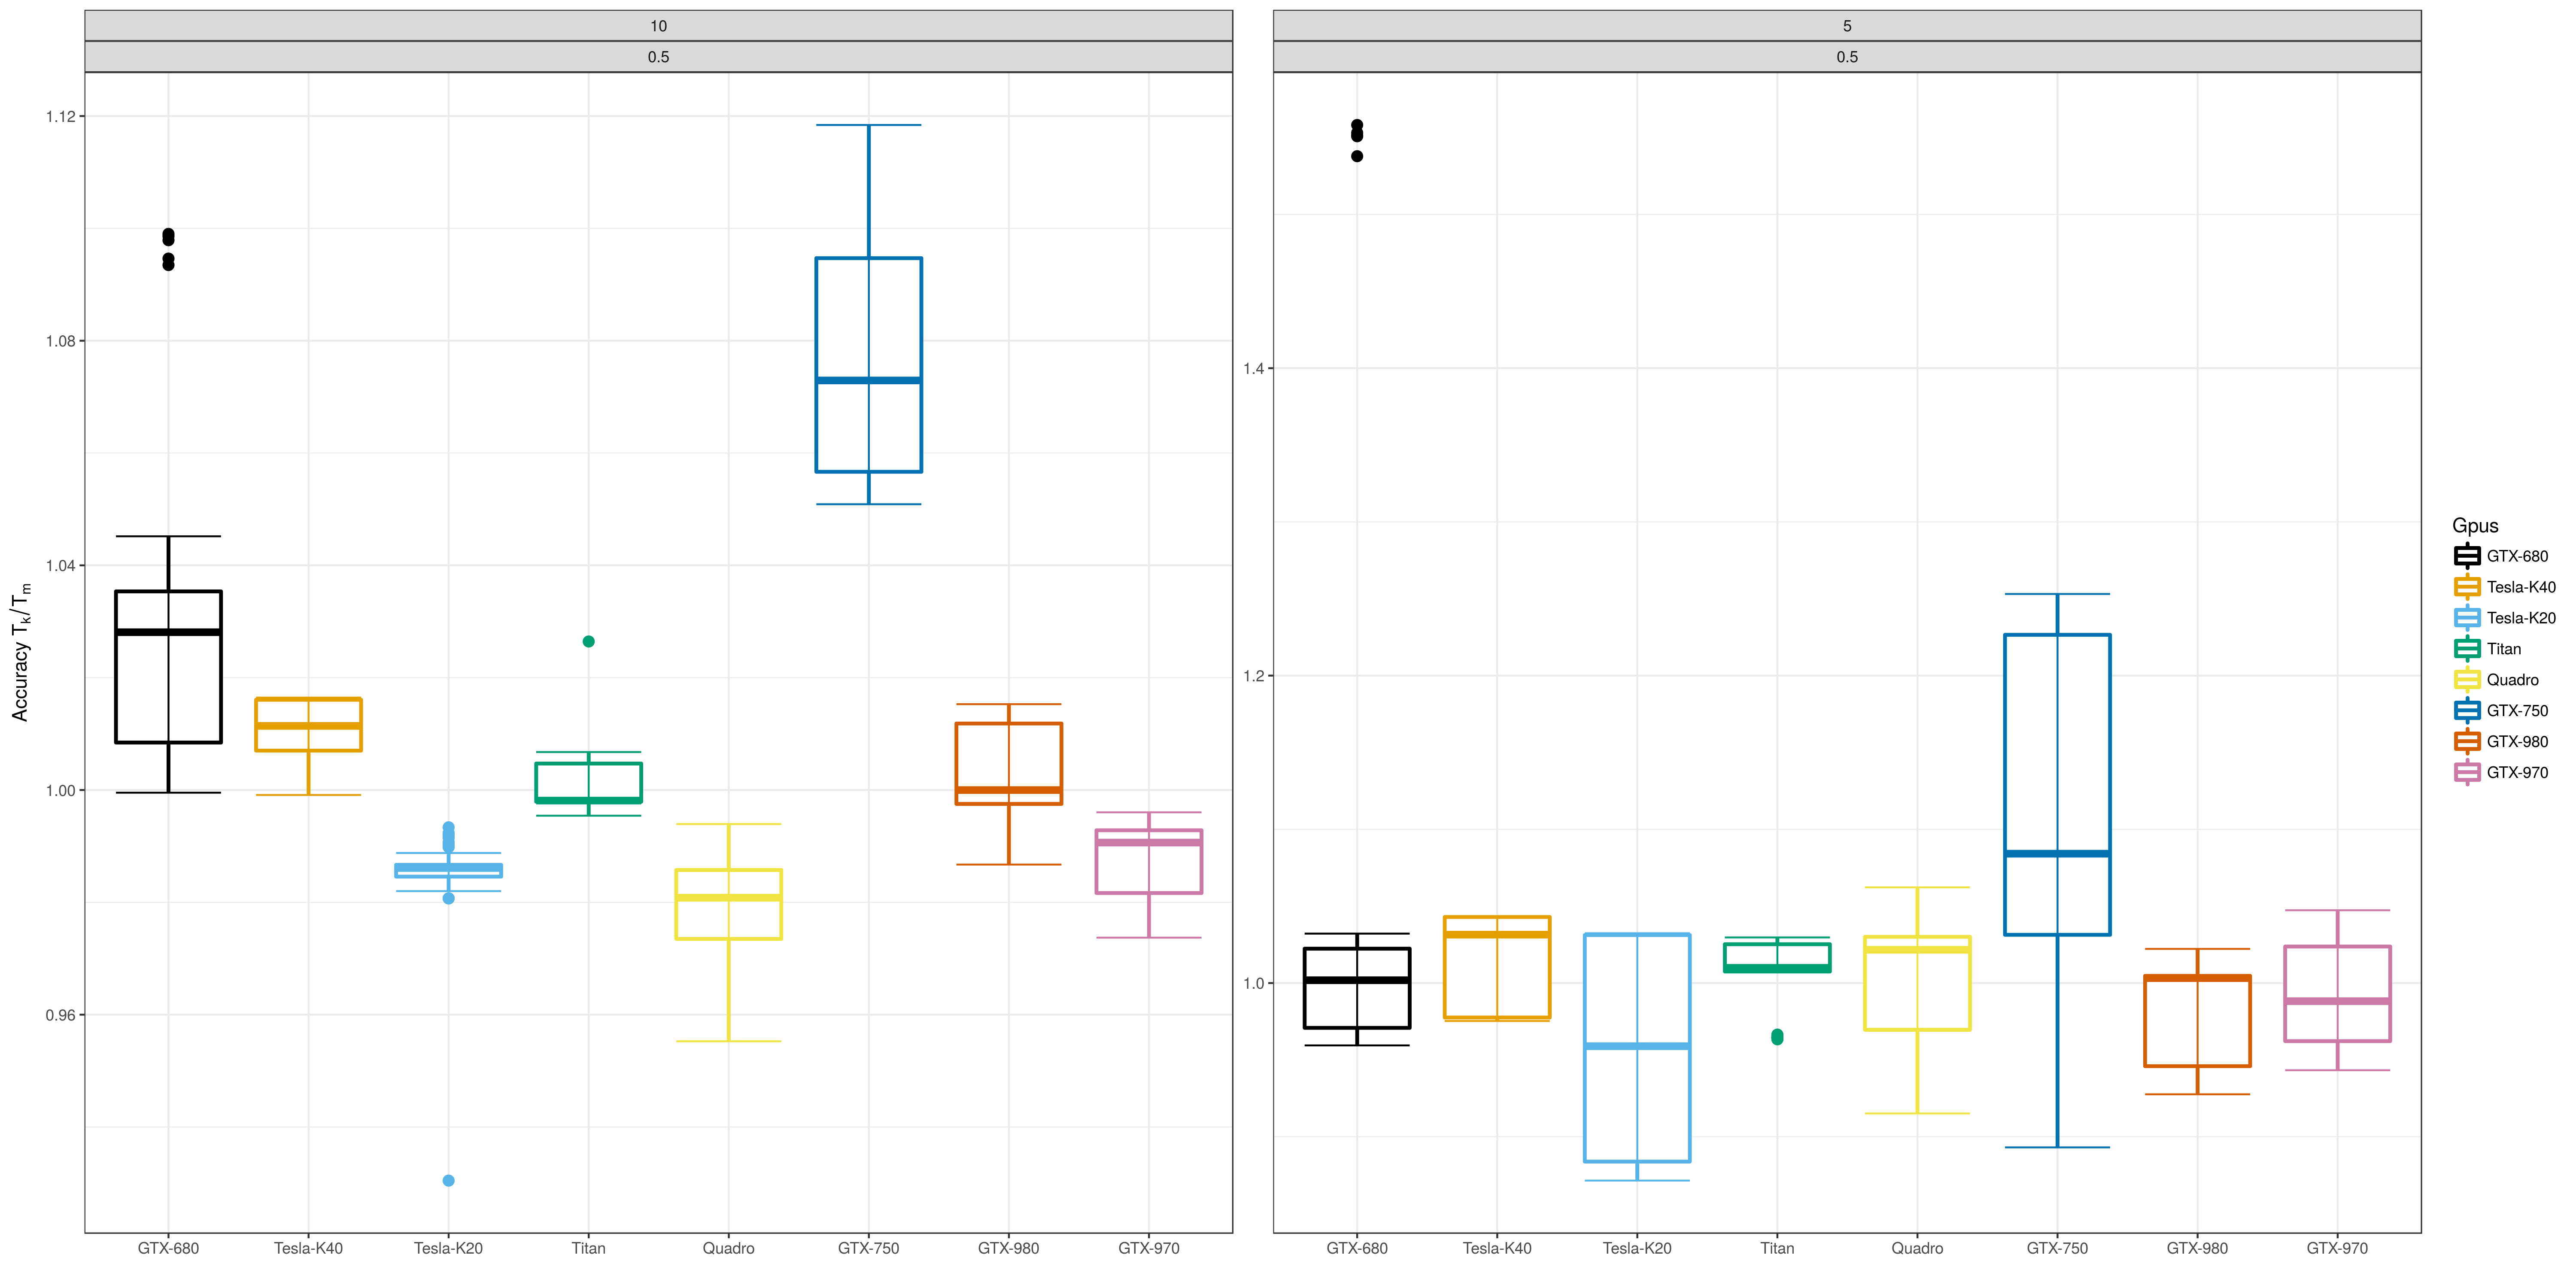 10
0.5
5
0.5
Accuracy Tk/Tm
1.12
1.08
1.04
1.00
0.96
1.4
1.2
1.0
GTX-680 Tesla-K40 Tesla-K20 Titan Quadro GTX-750 GTX-980 GTX-970
GTX-680 Tesla-K40 Tesla-K20 Titan Quadro GTX-750 GTX-980 GTX-970
Gpus
GTX-680
Tesla-K40
Tesla-K20
Titan
Quadro
GTX-750
GTX-980
GTX-970